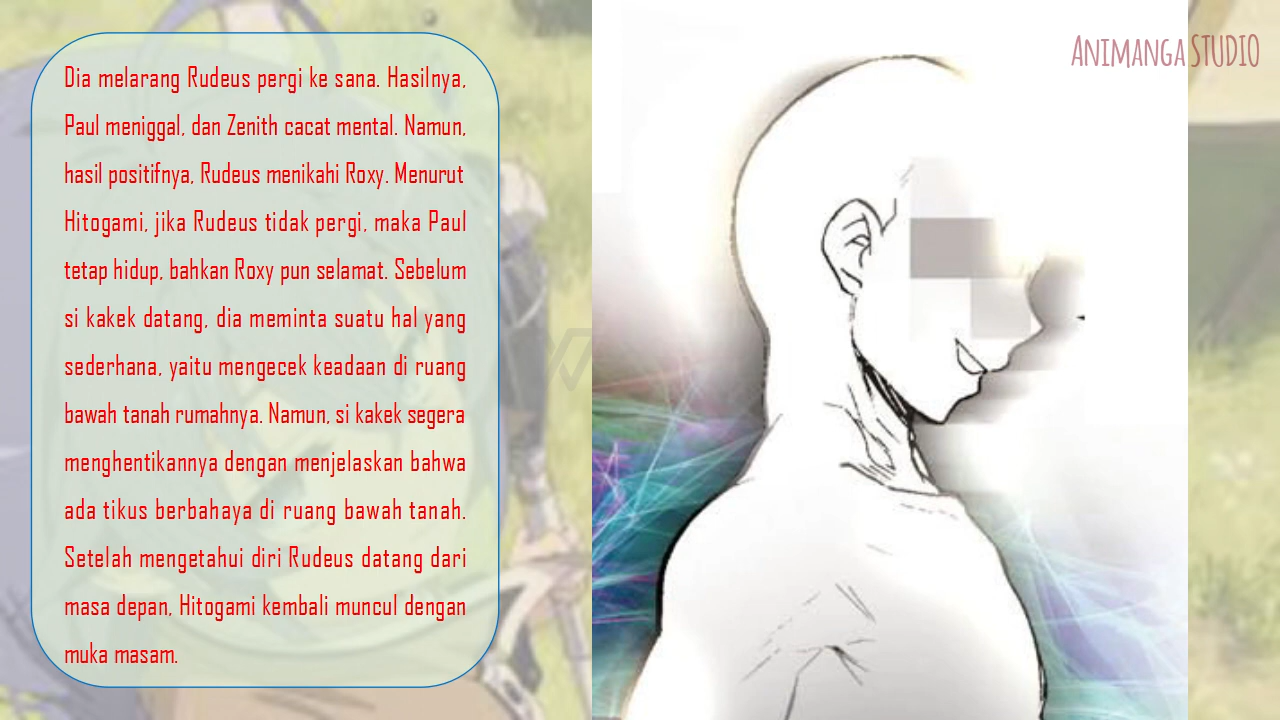 Dia melarang Rudeus pergi ke sana. Hasilnya,
Paul meniggal, dan Zenith cacat mental. Namun,
hasil positifnya, Rudeus menikahi Roxy. Menurut
Hitogami, jika Rudeus tidak pergi, maka Paul
tetap hidup, bahkan Roxy pun selamat. Sebelum
si kakek datang, dia meminta suatu hal yang
sederhana, yaitu mengecek keadaan di ruang
bawah tanah rumahnya. Namun, si kakek segera
menghentikannya dengan menjelaskan bahwa
ada tikus berbahaya di ruang bawah tanah.
Setelah mengetahui diri Rudeus datang dari
masa depan, Hitogami kembali muncul dengan
muka masam.
ANIMANGA STUDIO